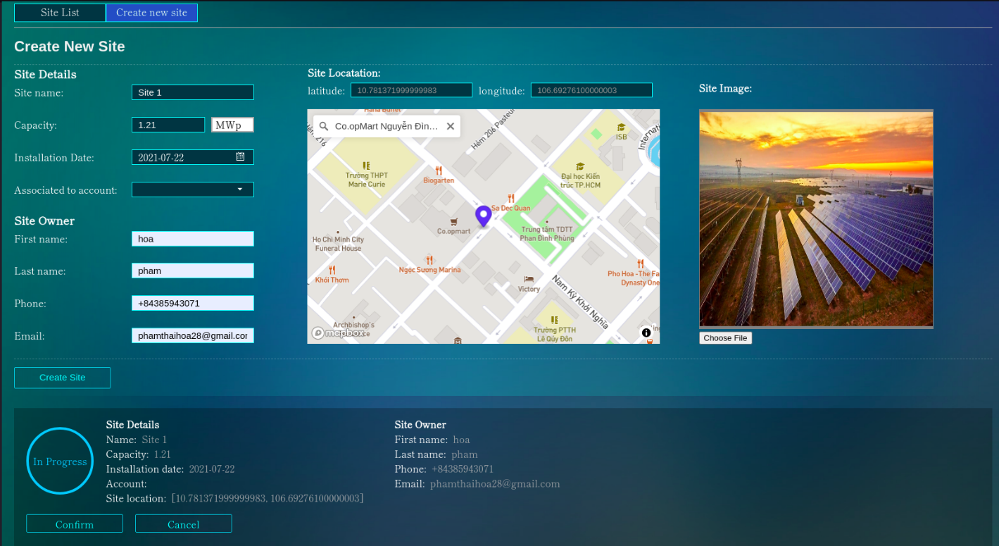 Site List
Create new site
Create New Site
Site Details
Site name: Site 1
Capacity: 1.21 MWp
Installation Date: 2021-07-22
Associated to account:
Site Owner
First name: hoa
Last name: pham
Phone: +84385943071
Email: phamthaihoa28@gmail.cor
Site Locatation:
latitude: 10.781371999999983 longitude: 106.69276100000003
Co.opMart Nguyễn Đìn…
Hẻm 206 Pasteur
ISB
Trường THPT
Marie Curie
Biogarten
Đại học Kiến
trúc TP.HCM
Sa Dec Quan
Co.opmart
Trung tâm TDTT
Phan Đình Phùng
Ho Chi Minh City
Funeral House
Ngọc Sương Marina
Khói Thơm
Pho Hoa -The Fa
Dynasty One
Victory
Nam Kỳ Khởi Nghĩa
Archbishop's
Trường PTTH
Lê Qúy Đôn
mapbox
Site Image:
Choose File
Create Site
In Progress
Site Details
Name: Site 1
Capacity: 1.21
Installation date: 2021-07-22
Account:
Site location: [10.781371999999983, 106.69276100000003]
Site Owner
First name: hoa
Last name: pham
Phone: +84385943071
Email: phamthaihoa28@gmail.com
Confirm
Cancel